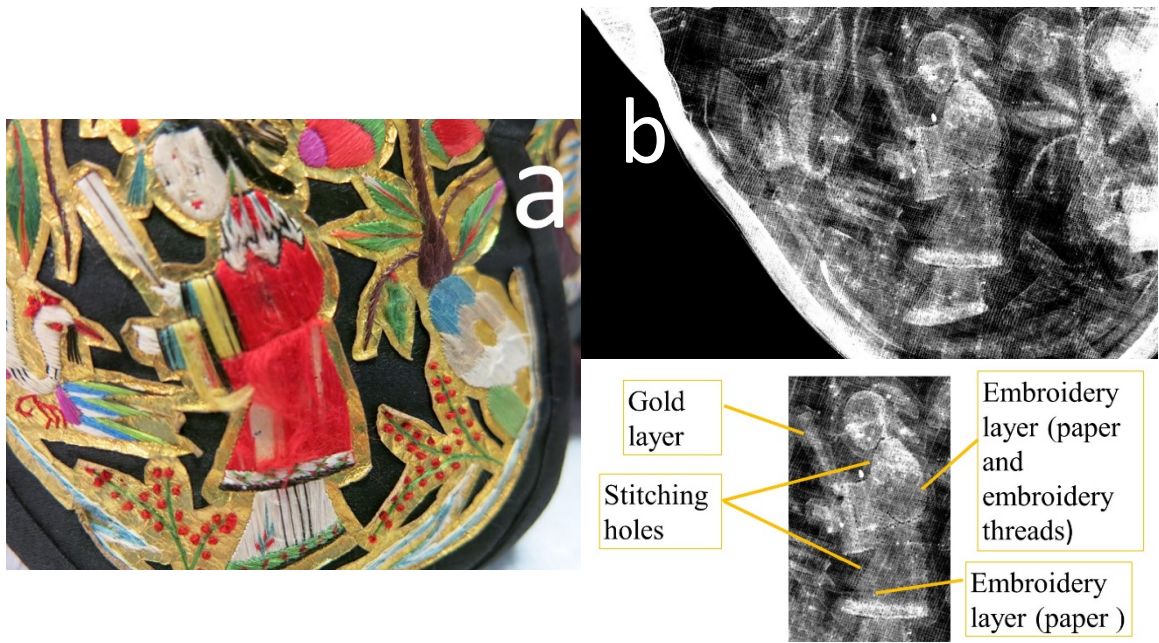 a
b
Gold
layer
Stitching
holes
Embroidery
layer (paper
and
embroidery
threads)
Embroidery
layer (paper )